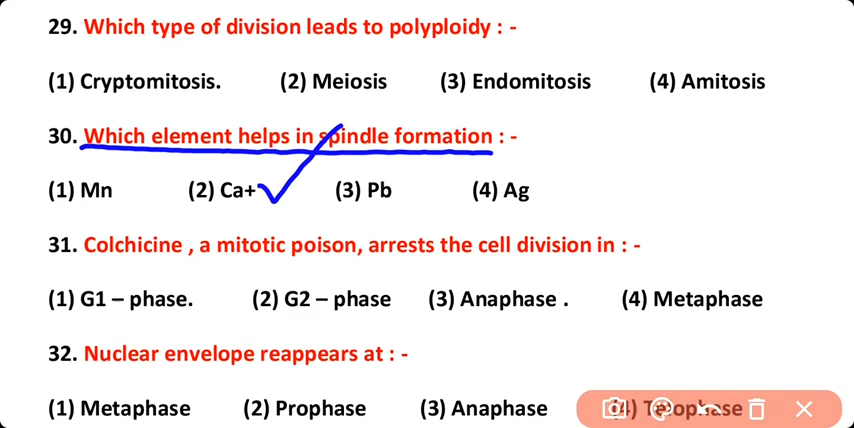 29. Which type of division leads to polyploidy : -
(1) Cryptomitosis. (2) Meiosis (3) Endomitosis (4) Amitosis
30. Which element helps in spindle formation : -
(1) Mn (2) Ca+ (3) Pb (4) Ag
31. Colchicine , a mitotic poison, arrests the cell division in : -
(1) G1 – phase. (2) G2 – phase (3) Anaphase . (4) Metaphase
32. Nuclear envelope reappears at : -
(1) Metaphase (2) Prophase (3) Anaphase (4) Telophase